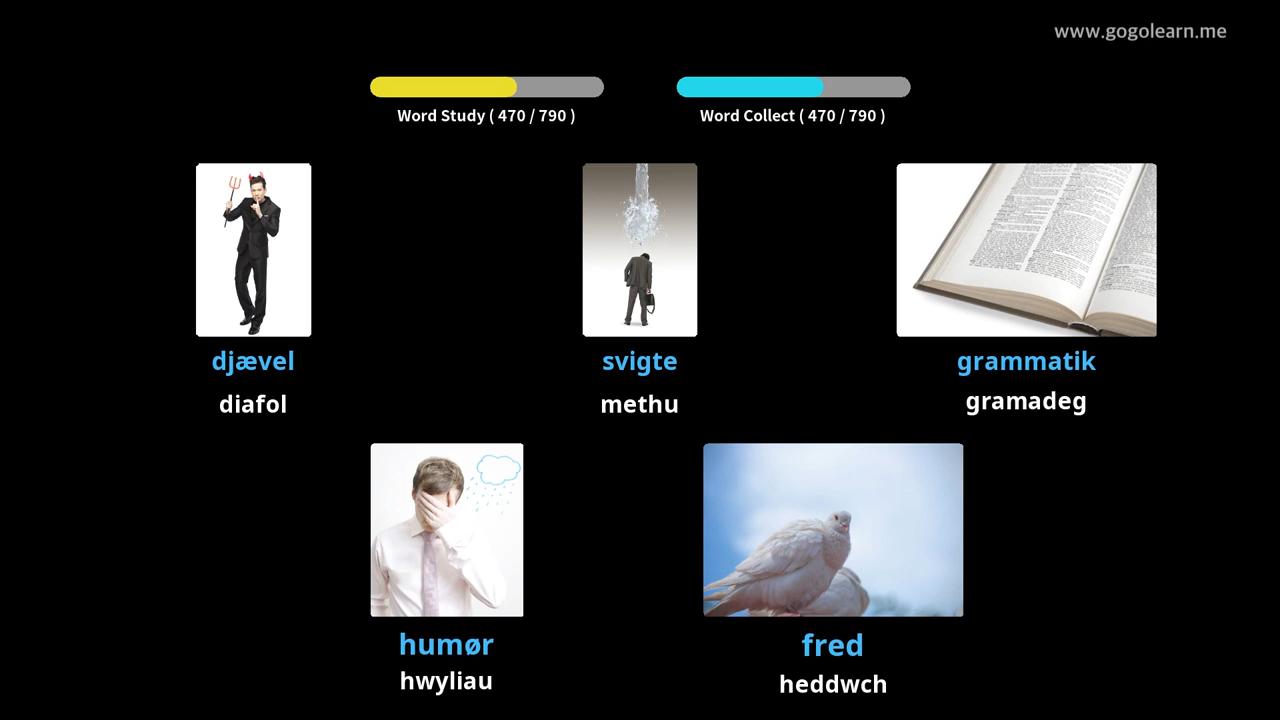 www.gogolearn.me
Word Study ( 470 / 790 )
Word Collect ( 470 / 790 )
djævel
diafol
svigte
methu
grammatik
gramadeg
humør
hwyliau
fred
heddwch